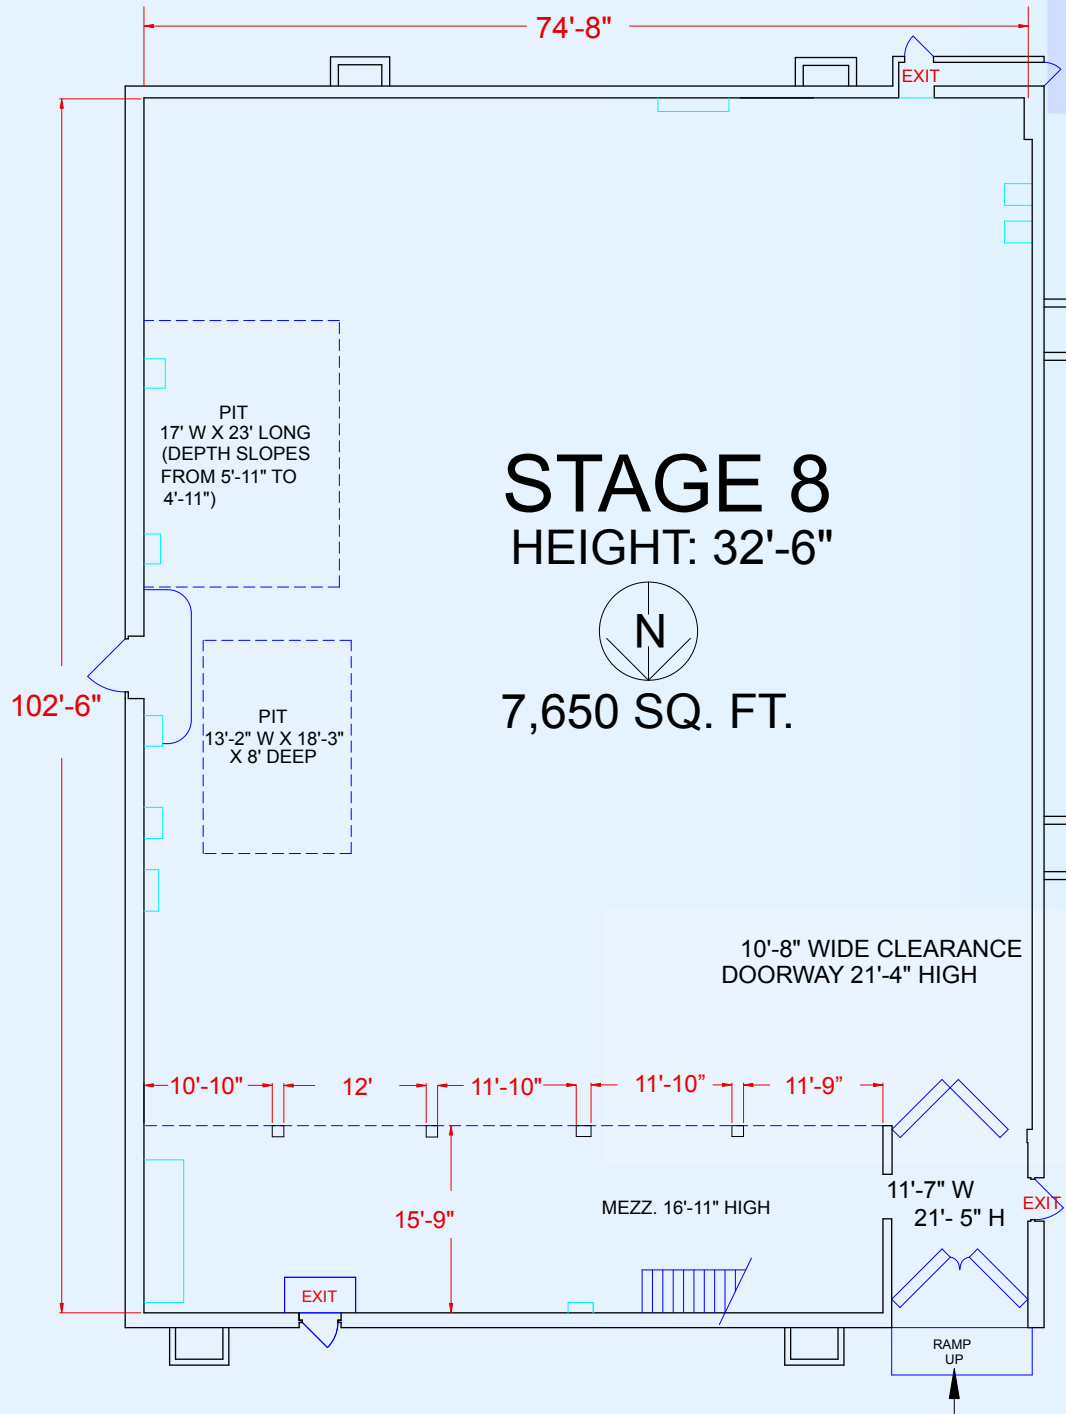 74'-8"
EXIT
PIT
17' W X 23' LONG
(DEPTH SLOPES
FROM 5'-11" TO
4'-11")
STAGE 8
HEIGHT: 32'-6"
N
7,650 SQ. FT.
102'-6"
PIT
13'-2" W X 18'-3"
X 8' DEEP
10'-8" WIDE CLEARANCE
DOORWAY 21'-4" HIGH
10'-10" 12' 11'-10" 11'-10” 11'-9”
15'-9"
MEZZ. 16'-11" HIGH
11'-7" W
21'- 5" H
EXIT
EXIT
RAMP
UP